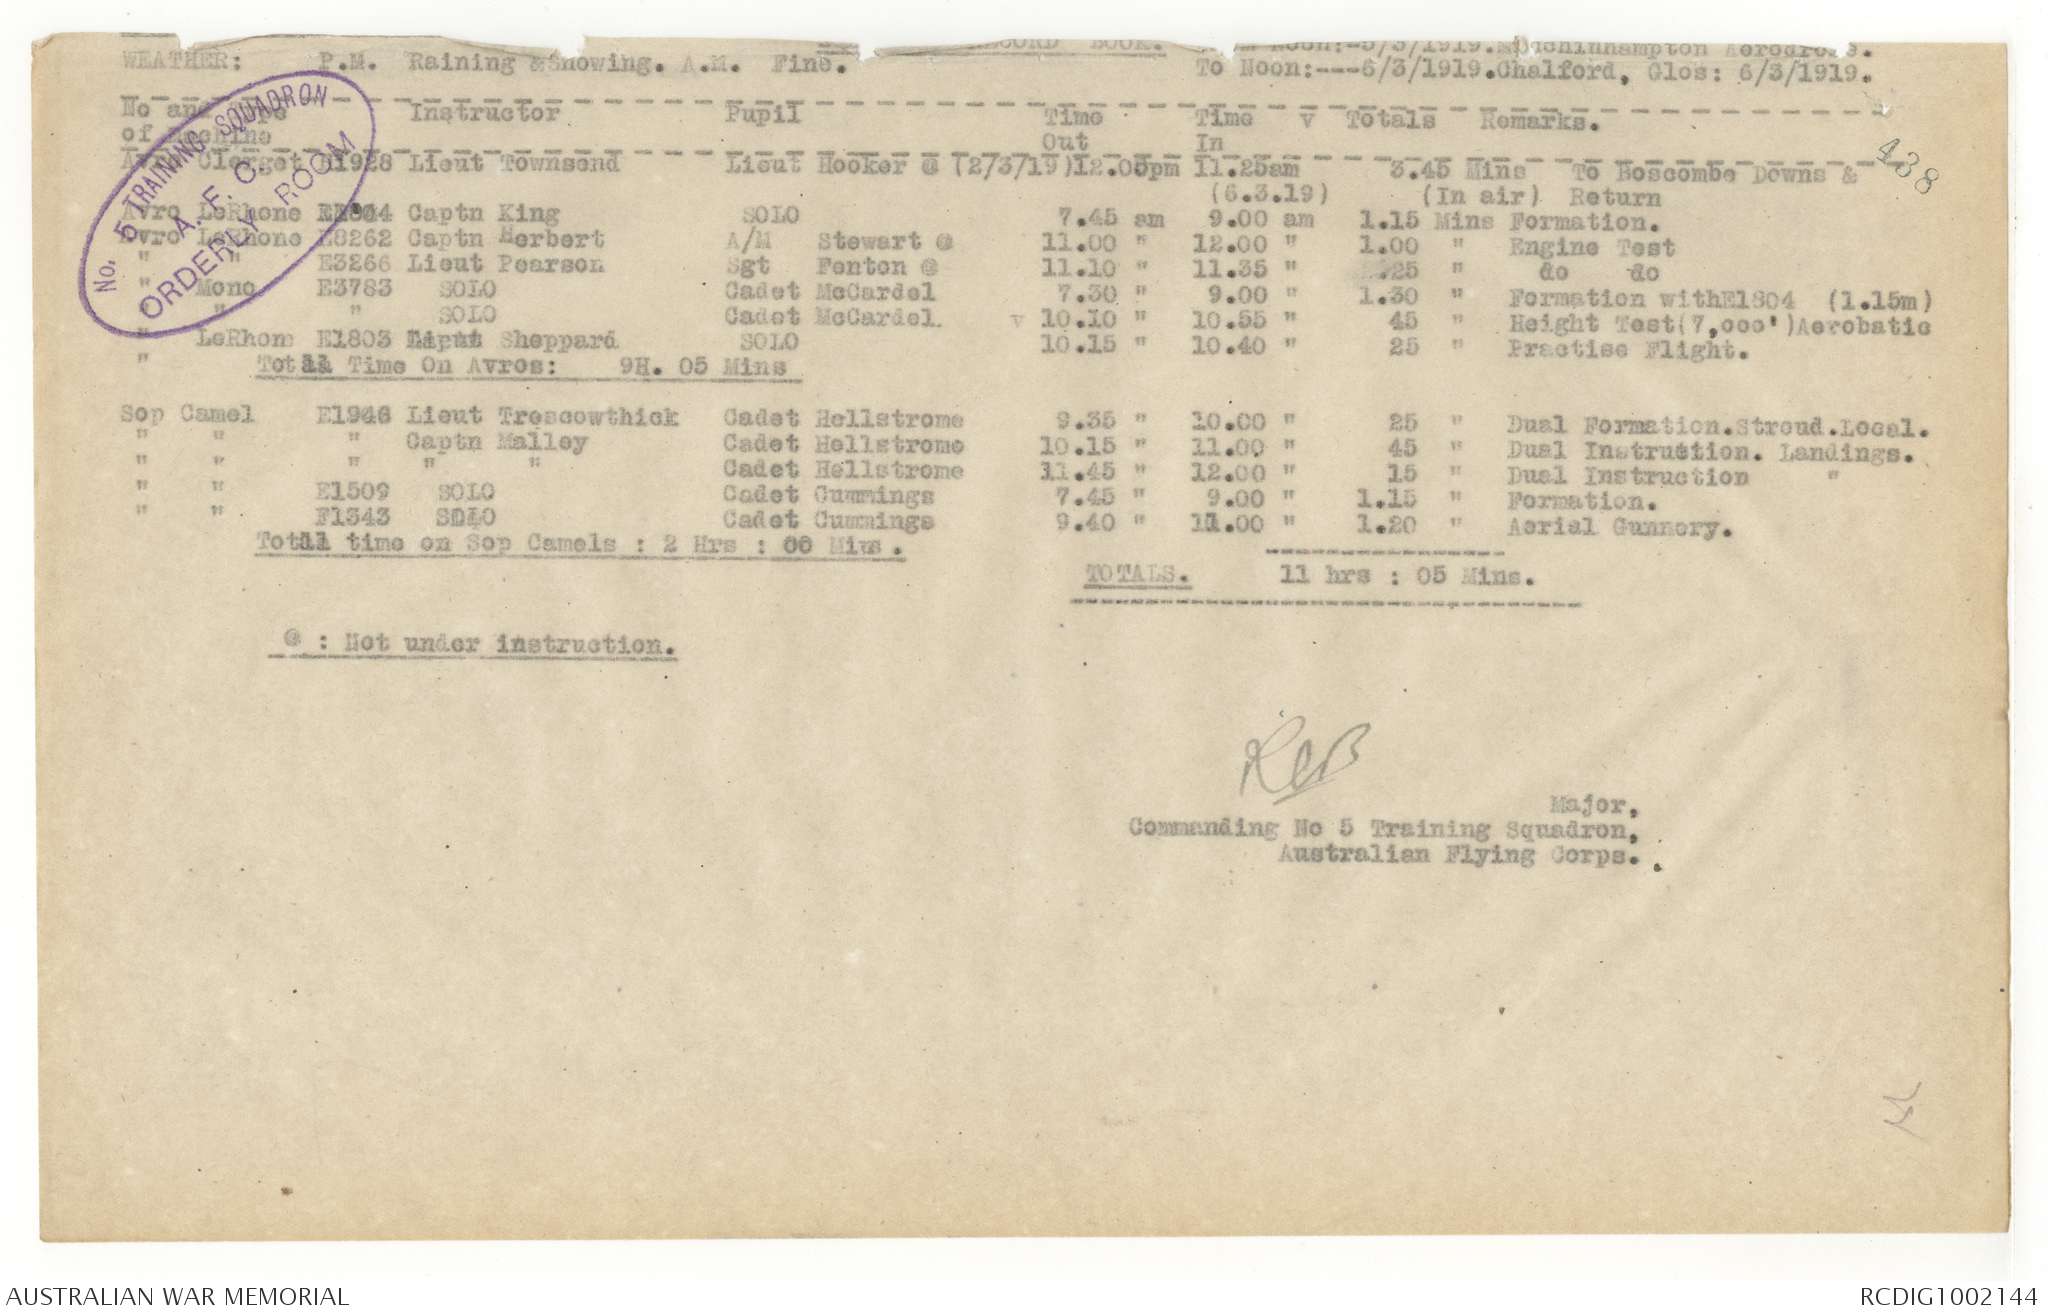 RECORD BOOK. Noon:-5/3/1919. Minchinhampton Aerodrome.
WEATHER: P.M. Raining & Snowing. A.M. Fine. To Noon:---6/3/1919. Chalford, Glos: 6/3/1919.
No and Type Instructor Pupil Time Time v Totals Remarks.
of Machine Out In
Avro Clerget E1928 Lieut Townsend Lieut Hooker @ (2/3/19)12.05pm 11.25am 3.45 Mins To Boscombe Downs &
(6.3.19) (In air) Return
Avro LeRhone E1804 Captn King SOLO 7.45 am 9.00 am 1.15 Mins Formation.
Avro LeRhone E8262 Captn Herbert A/M Stewart @ 11.00 " 12.00 " 1.00 " Engine Test
" " E3266 Lieut Pearson Sgt Fenton @ 11.10 " 11.35 " .25 " do do
" Mono E3783 SOLO Cadet McCardel 7.30 " 9.00 " 1.30 " Formation withE1804 (1.15m)
" " " SOLO Cadet McCardel. v 10.10 " 10.55 " 45 " Height Test(7,000')Aerobatic
" LeRhom E1803 Lieut Sheppard SOLO 10.15 " 10.40 " 25 " Practise Flight.
" Total Time On Avros: 9H. 05 Mins
Sop Camel E1946 Lieut Trescowthick Cadet Hellstrome 9.35 " 10.00 " 25 " Dual Formation.Stroud.Local.
" " " Captn Malley Cadet Hellstrome 10.15 " 11.00 " 45 " Dual Instruction. Landings.
" " " " " Cadet Hellstrome 11.45 " 12.00 " 15 " Dual Instruction "
" " E1509 SOLO Cadet Cummings 7.45 " 9.00 " 1.15 " Formation.
" " F1343 SOLO Cadet Cummings 9.40 " 11.00 " 1.20 " Aerial Gunnery.
Total time on Sop Camels : 2 Hrs : 00 Mins.
TOTALS. 11 hrs : 05 Mins.
@ : Not under instruction.
Major,
Commanding No 5 Training Squadron,
Australian Flying Corps.
No. 5 TRAINING SQUADRON
A. F. C.
ORDERLY ROOM
438
AUSTRALIAN WAR MEMORIAL RCDIG1002144